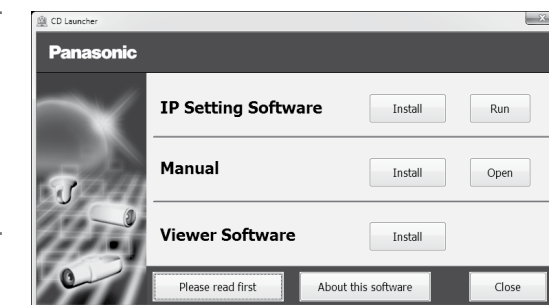 CD Launcher
Panasonic
IP Setting Software Install Run
Manual Install Open
Viewer Software Install
Please read first About this software Close